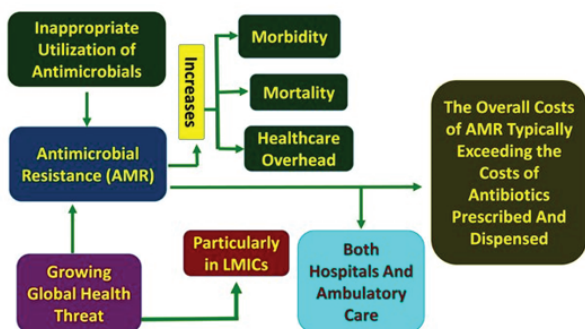 Inappropriate
Utilization of
Antimicrobials
Increases
Morbidity
Mortality
Healthcare
Overhead
Antimicrobial
Resistance (AMR)
The Overall Costs
of AMR Typically
Exceeding the
Costs of
Antibiotics
Prescribed And
Dispensed
Growing
Global Health
Threat
Particularly
in LMICs
Both
Hospitals And
Ambulatory
Care